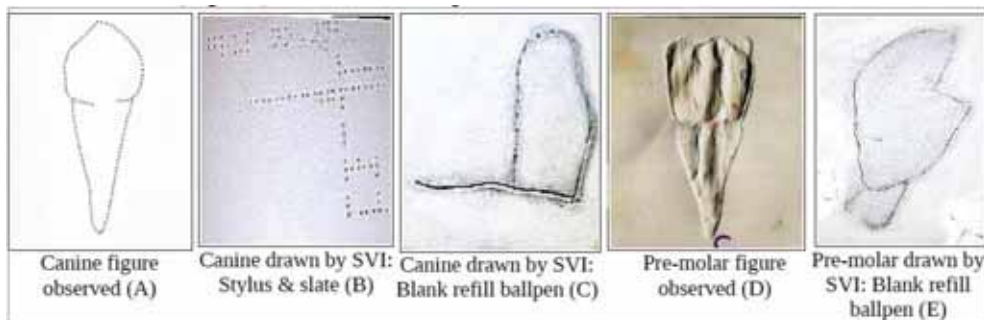 Canine figure
observed (A)
Canine drawn by SVI:
Stylus & slate (B)
Canine drawn by SVI:
Blank refill ballpen (C)
Pre-molar figure
observed (D)
Pre-molar drawn by
SVI: Blank refill
ballpen (E)